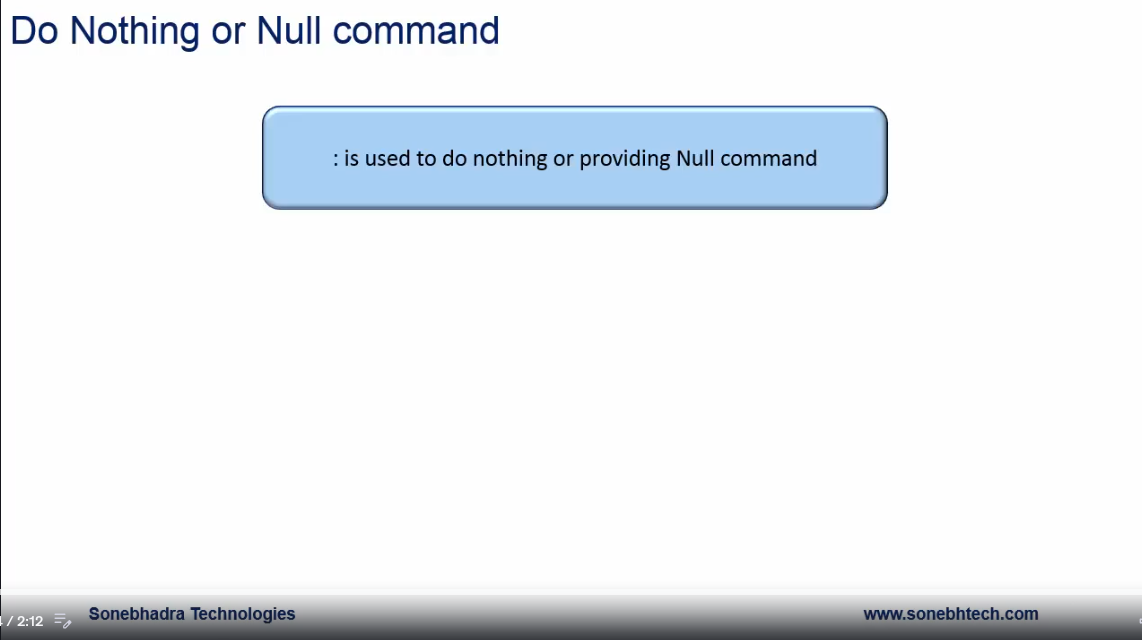 Do Nothing or Null command
: is used to do nothing or providing Null command
/ 2:12
Sonebhadra Technologies
www.sonebhtech.com